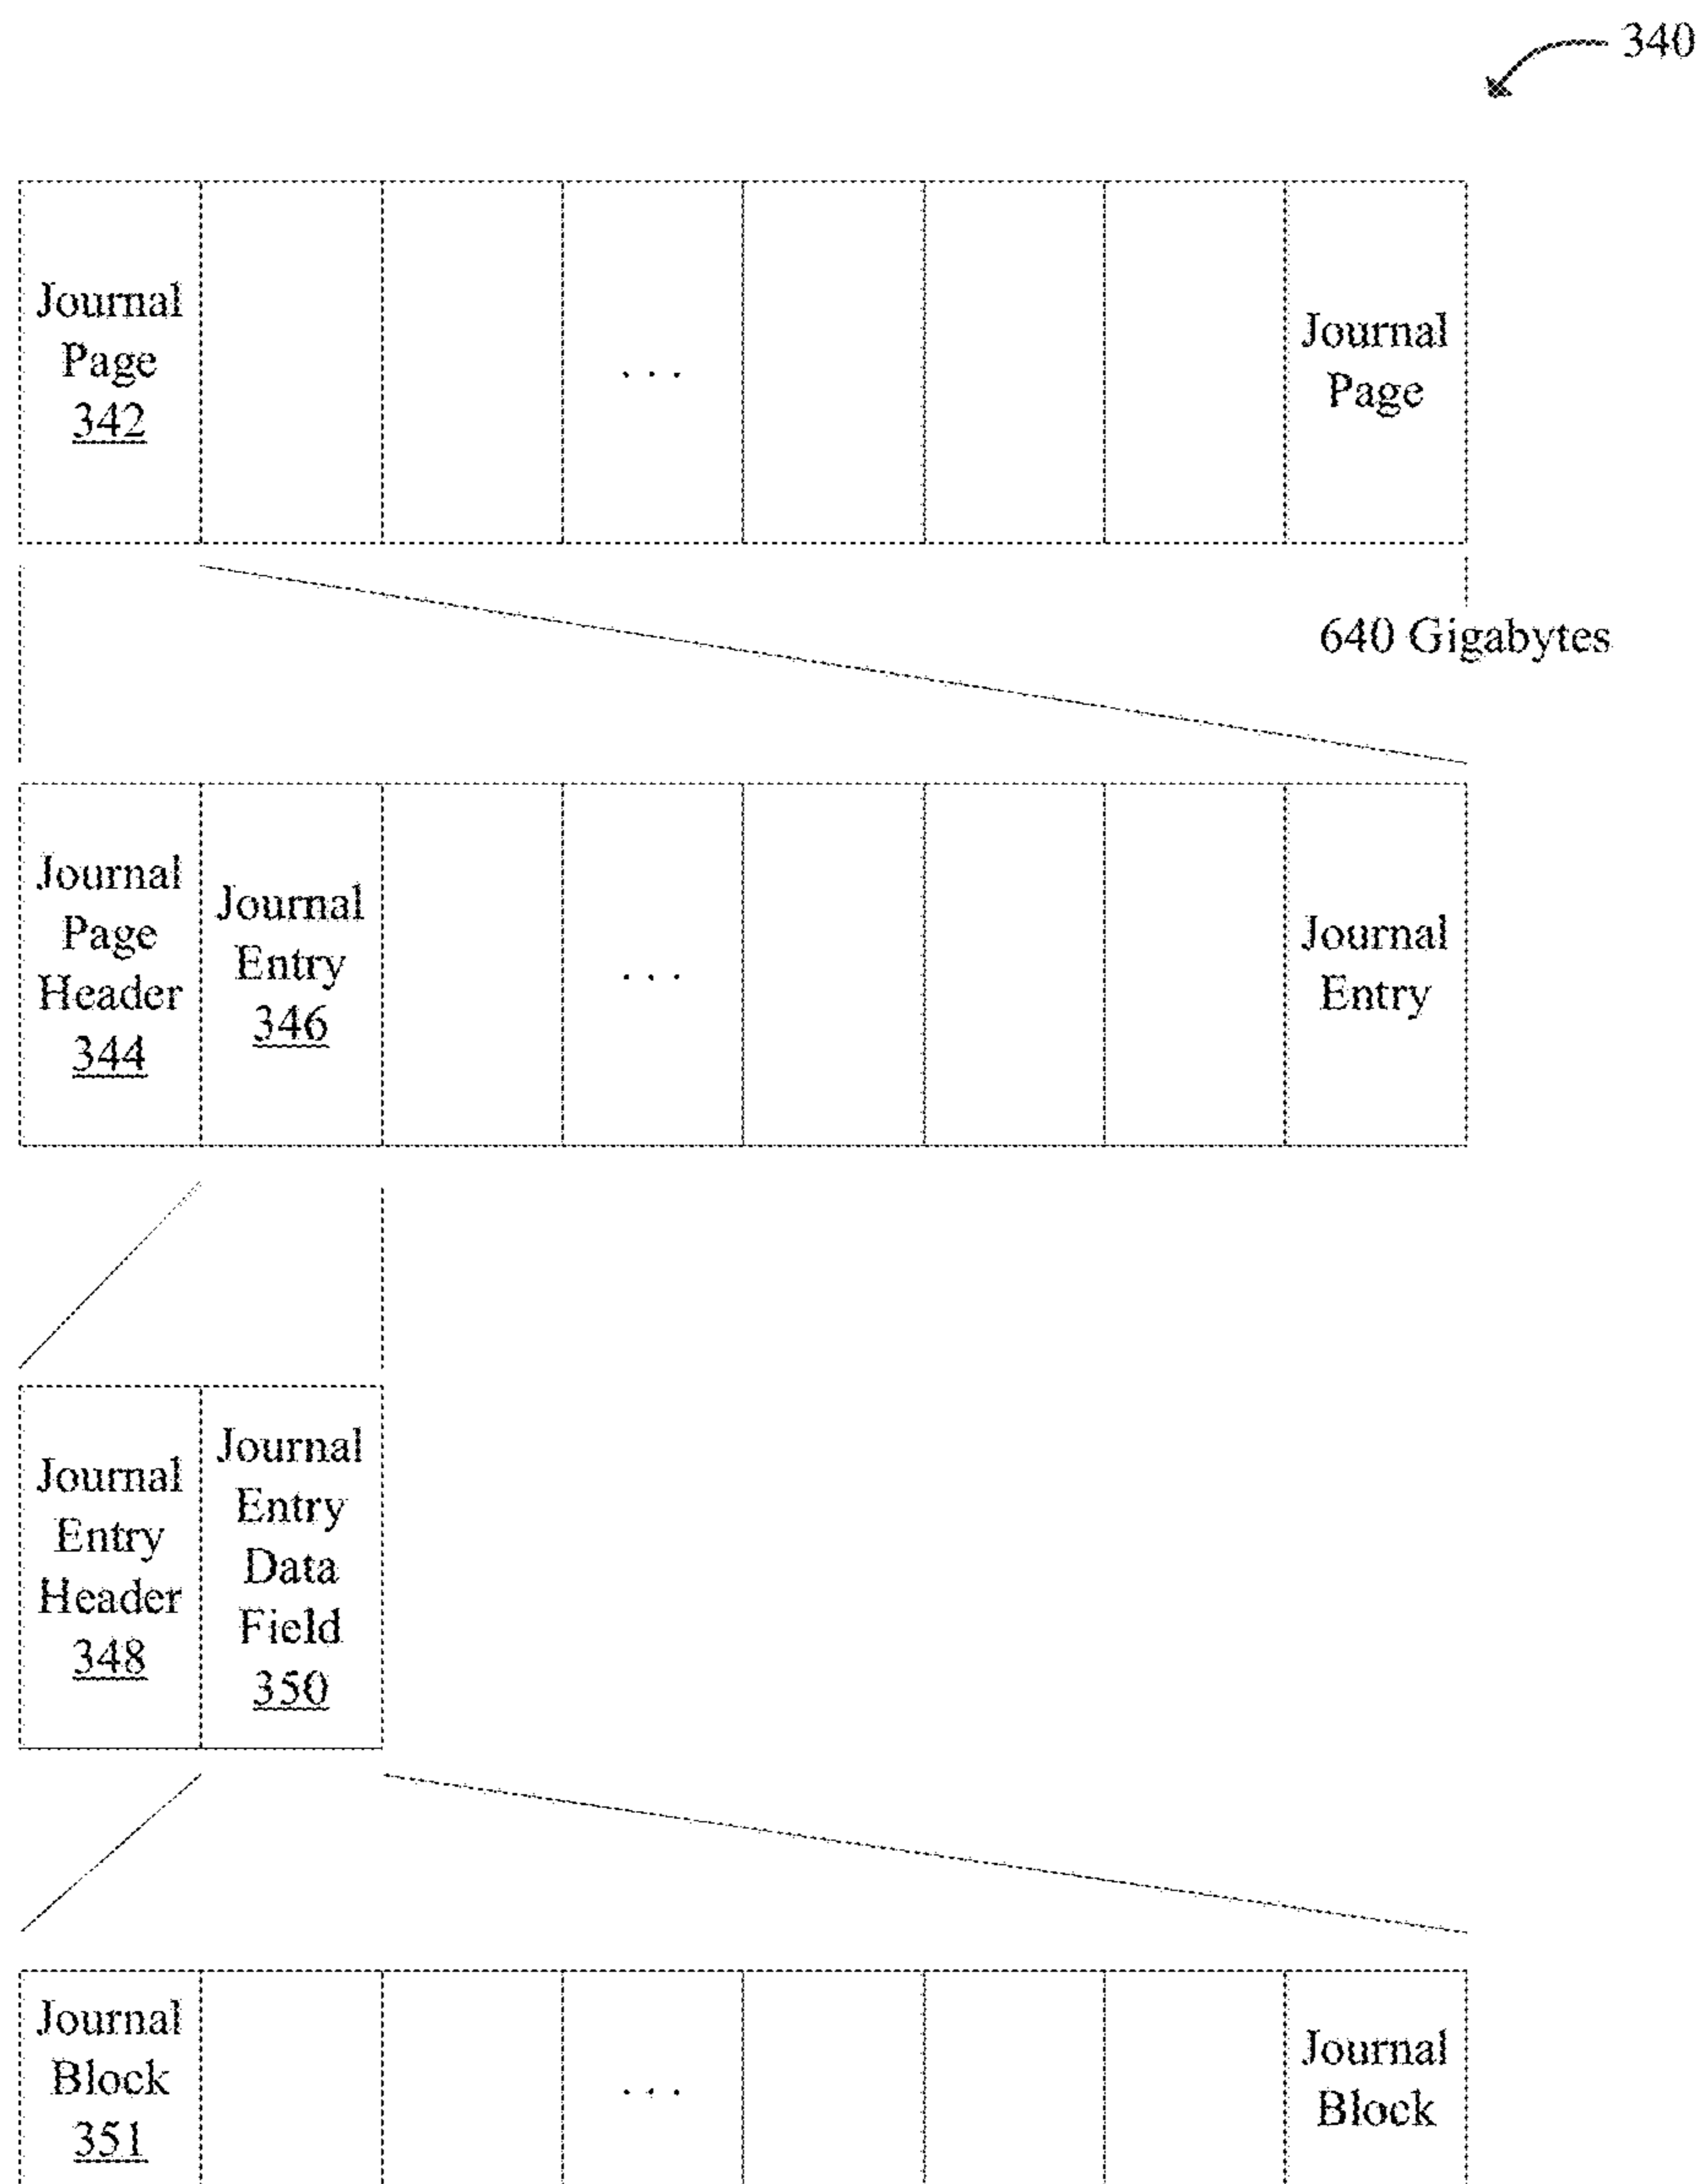 340
Journal
Page
342
. . .
Journal
Page
640 Gigabytes
Journal
Page
Header
344
Journal
Entry
346
. . .
Journal
Entry
Journal
Entry
Header
348
Journal
Entry
Data
Field
350
Journal
Block
351
. . .
Journal
Block